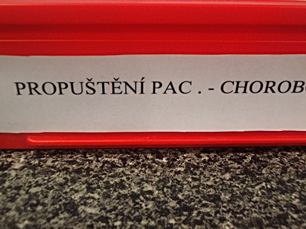 PROPUŠTĚNÍ PAC . - CHOROB